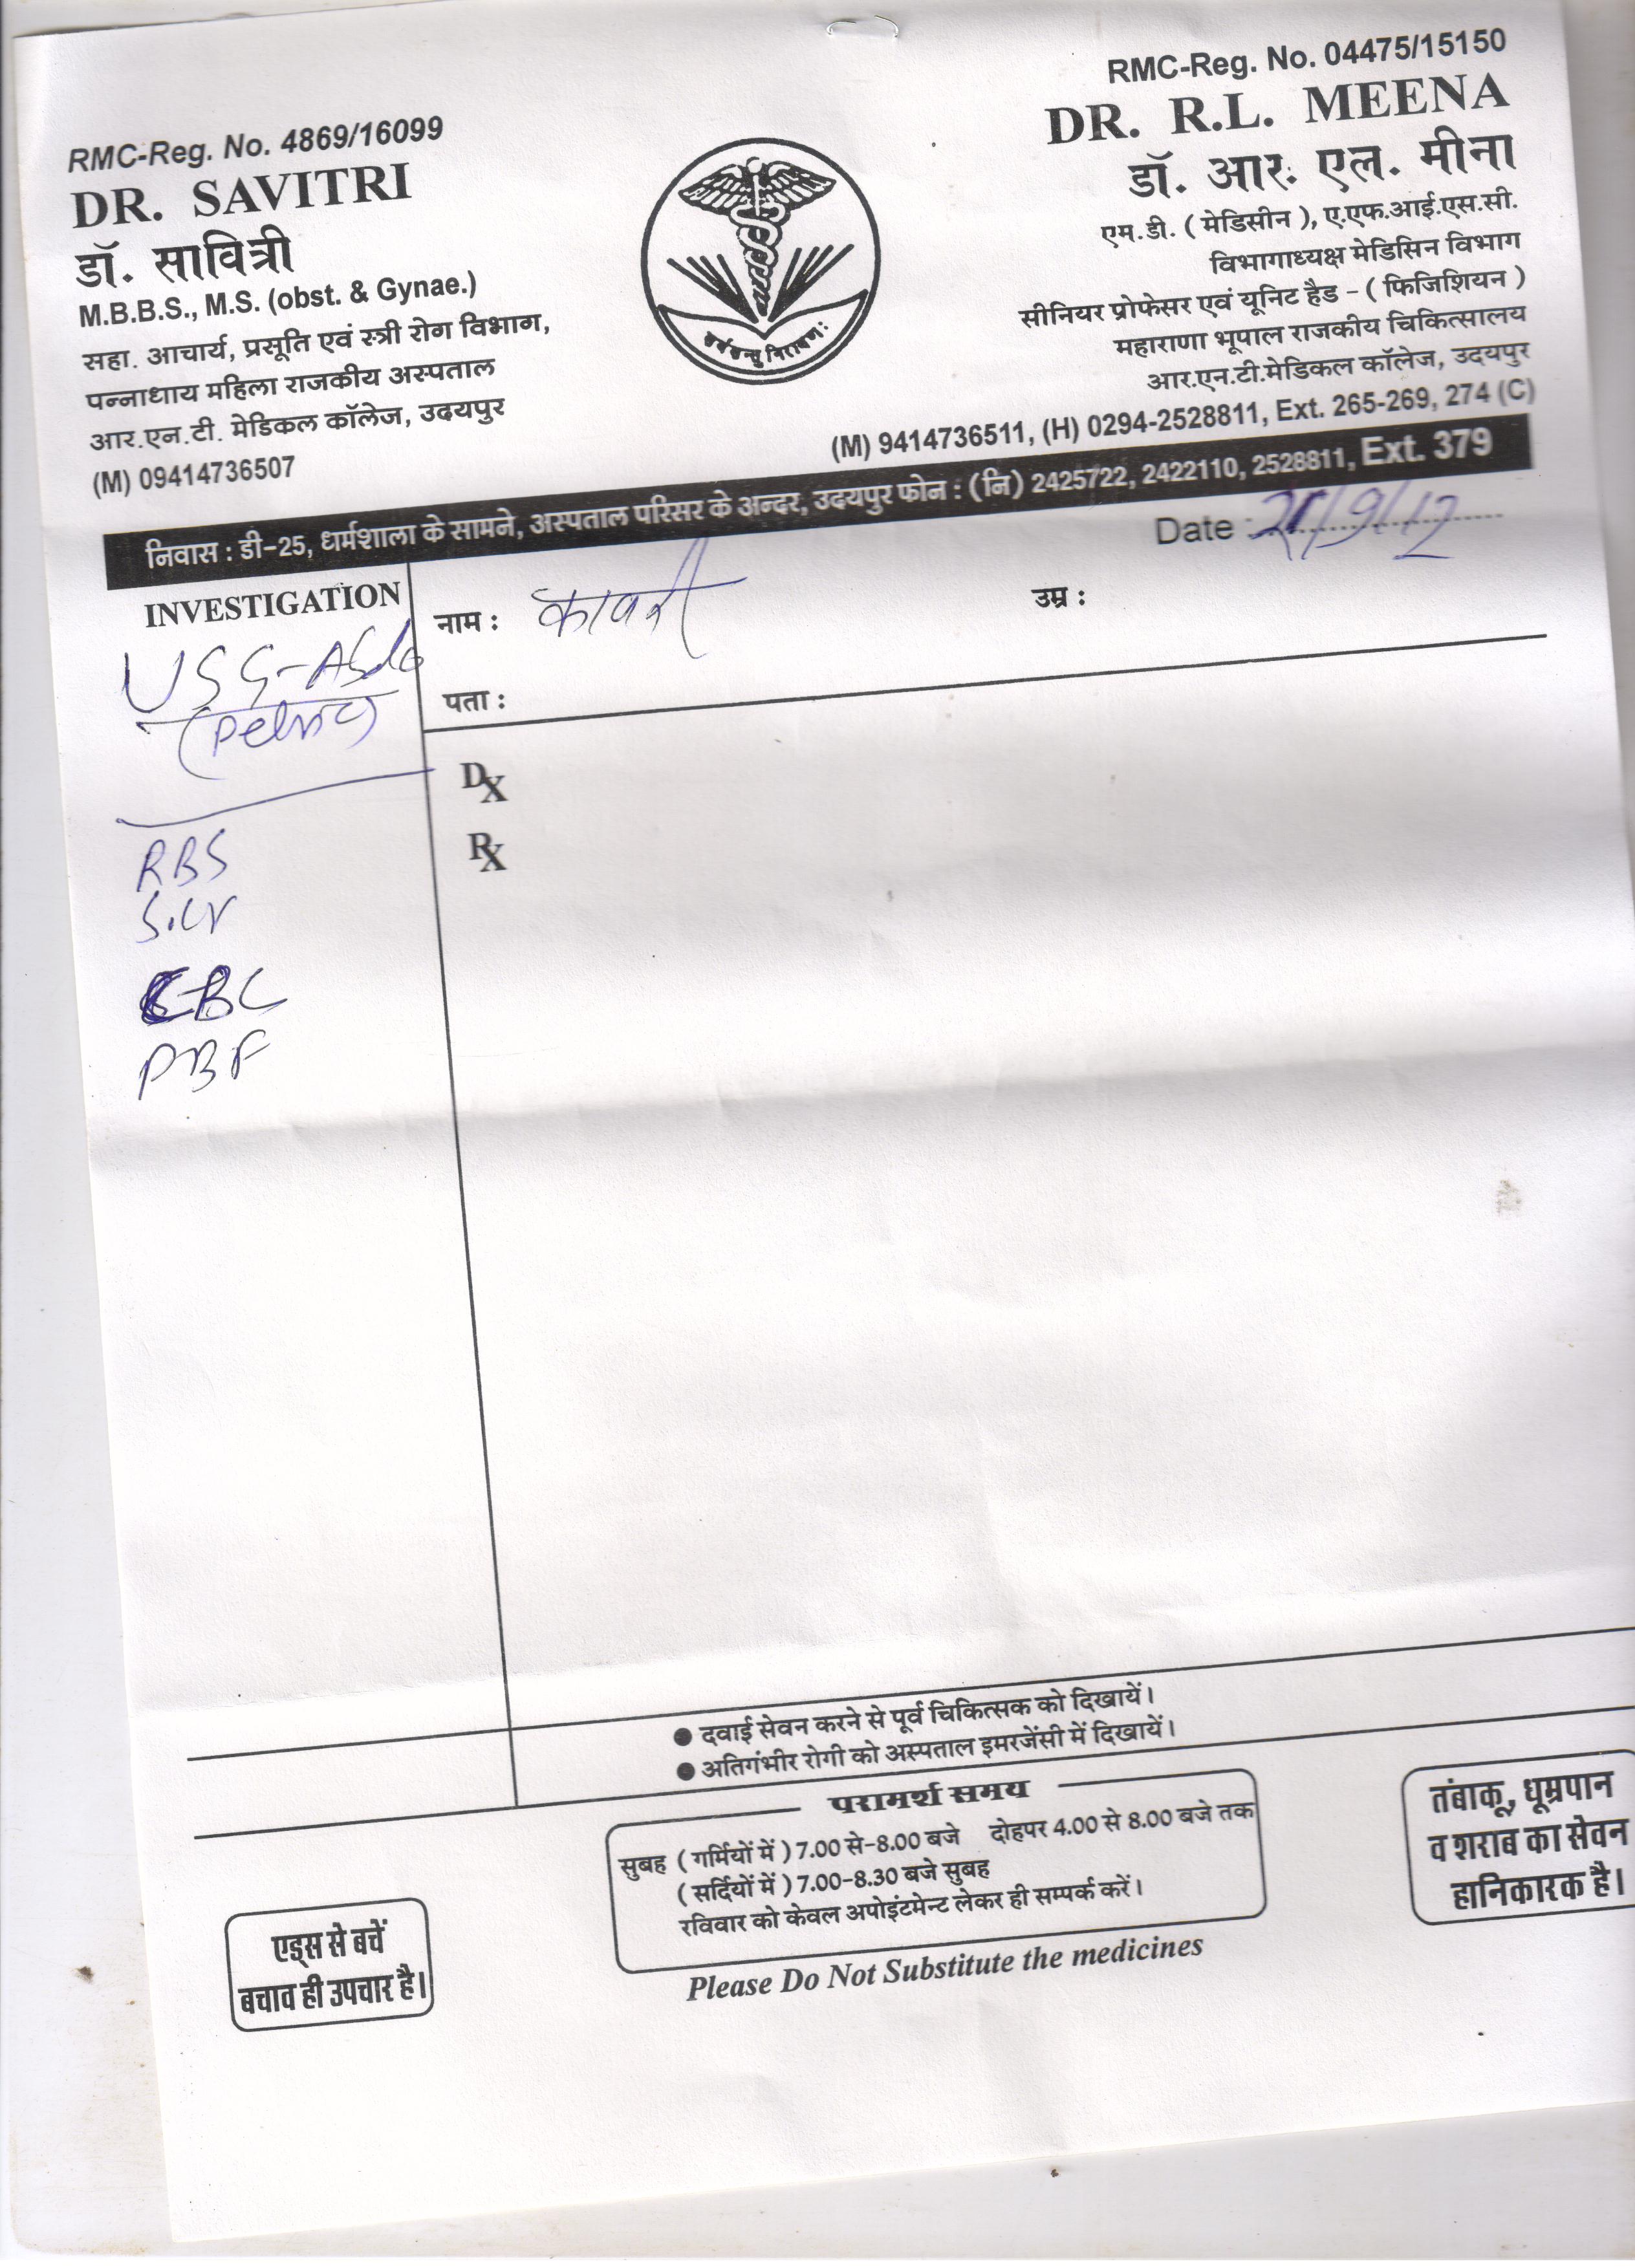 RMC-Reg. No. 4869/16099
DR. SAVITRI
डॉ. सावित्री
M.B.B.S., M.S. (obst. & Gynae.)
सहा. आचार्य, प्रसूति एवं स्त्री रोग विभाग,
पन्नाधाय महिला राजकीय अस्पताल
आर.एन.टी. मेडिकल कॉलेज, उदयपुर
(M) 09414736507
RMC-Reg. No. 04475/15150
DR. R.L. MEENA
डॉ. आर. एल. मीना
एम.डी. ( मेडिसीन ), ए.एफ.आई.एस.सी.
विभागाध्यक्ष मेडिसिन विभाग
सीनियर प्रोफेसर एवं यूनिट हैड - ( फिजिशियन )
महाराणा भूपाल राजकीय चिकित्सालय
आर.एन.टी.मेडिकल कॉलेज, उदयपुर
(M) 9414736511, (H) 0294-2528811, Ext. 265-269, 274 (C)
निवास : डी-25, धर्मशाला के सामने, अस्पताल परिसर के अन्दर, उदयपुर फोन : (नि) 2425722, 2422110, 2528811, Ext. 379
Date : 21/9/12
INVESTIGATION
नाम :
उम्र :
पता :
USG-
(Pelvic)
RBS
S.Cr
CBC
PBF
Dx
Rx
● दवाई सेवन करने से पूर्व चिकित्सक को दिखायें।
● अतिगंभीर रोगी को अस्पताल इमरजेंसी में दिखायें।
परामर्श समय
सुबह ( गर्मियों में ) 7.00 से-8.00 बजे दोहपर 4.00 से 8.00 बजे तक
( सर्दियों में ) 7.00-8.30 बजे सुबह
रविवार को केवल अपोइंटमेन्ट लेकर ही सम्पर्क करें।
एड्स से बचें
बचाव ही उपचार है।
तंबाकू, धूम्रपान
व शराब का सेवन
हानिकारक है।
Please Do Not Substitute the medicines